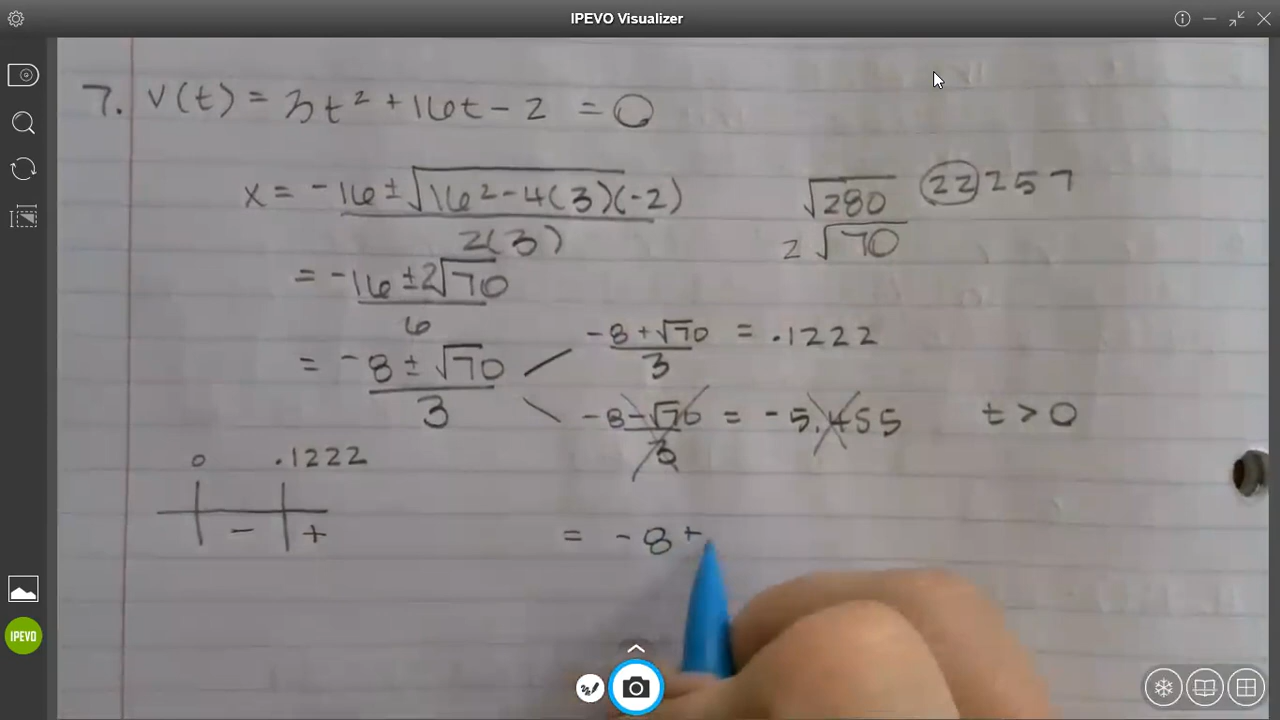 IPEVO Visualizer
7. v(t) = 3t² + 16t - 2 = 0
x = -16 ± √16² - 4(3)(-2)
2(3)
√280 22257
2√70
= -16 ± 2√70
6
= -8 ± √70
3
-8 + √70 = .1222
3
-8 - √70 = -5.455 t > 0
3
0 .1222
- +
= -8 +
IPEVO